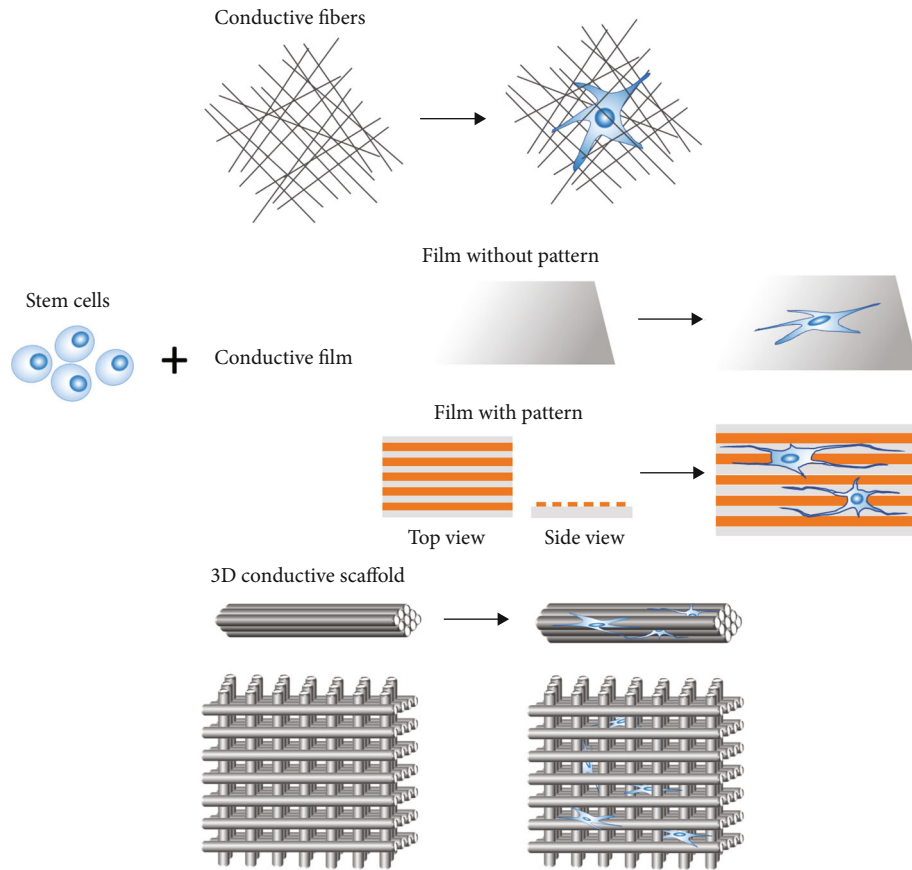 Conductive fibers
Film without pattern
Stem cells
+
Conductive film
Film with pattern
Top view
Side view
3D conductive scaffold